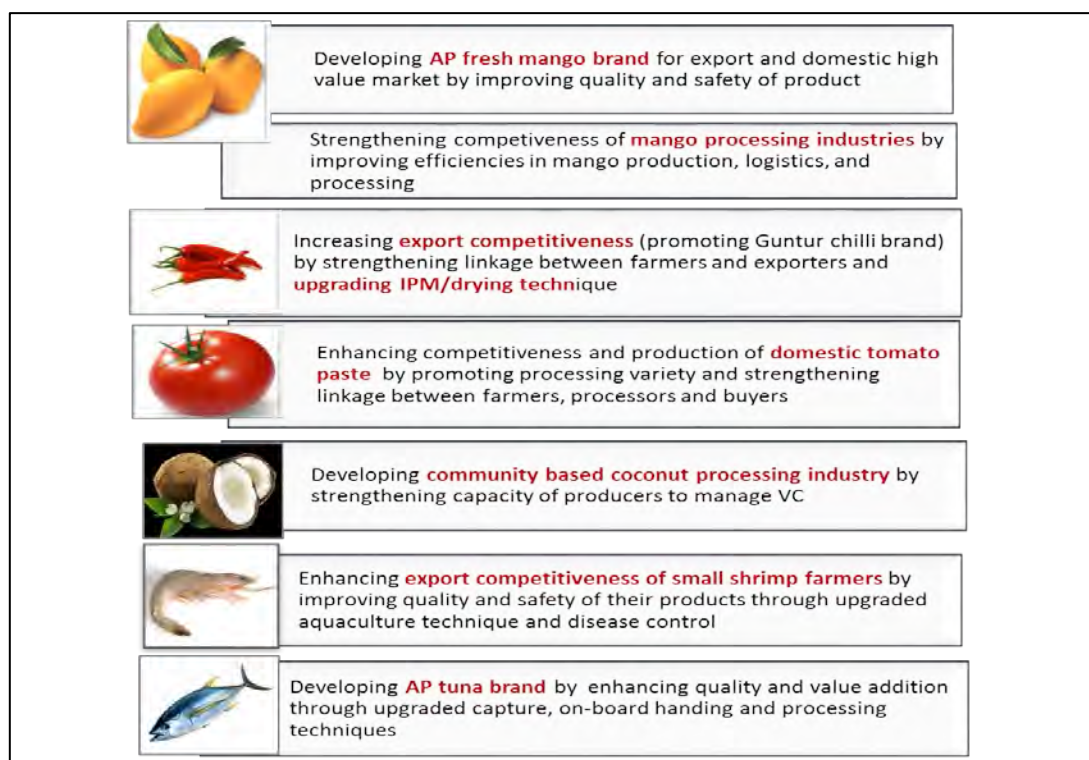 Developing AP fresh mango brand for export and domestic high
value market by improving quality and safety of product
Strengthening competiveness of mango processing industries by
improving efficiencies in mango production, logistics, and
processing
Increasing export competitiveness (promoting Guntur chilli brand)
by strengthening linkage between farmers and exporters and
upgrading IPM/drying technique
Enhancing competitiveness and production of domestic tomato
paste by promoting processing variety and strengthening
linkage between farmers, processors and buyers
Developing community based coconut processing industry by
strengthening capacity of producers to manage VC
Enhancing export competitiveness of small shrimp farmers by
improving quality and safety of their products through upgraded
aquaculture technique and disease control
Developing AP tuna brand by enhancing quality and value addition
through upgraded capture, on-board handing and processing
techniques